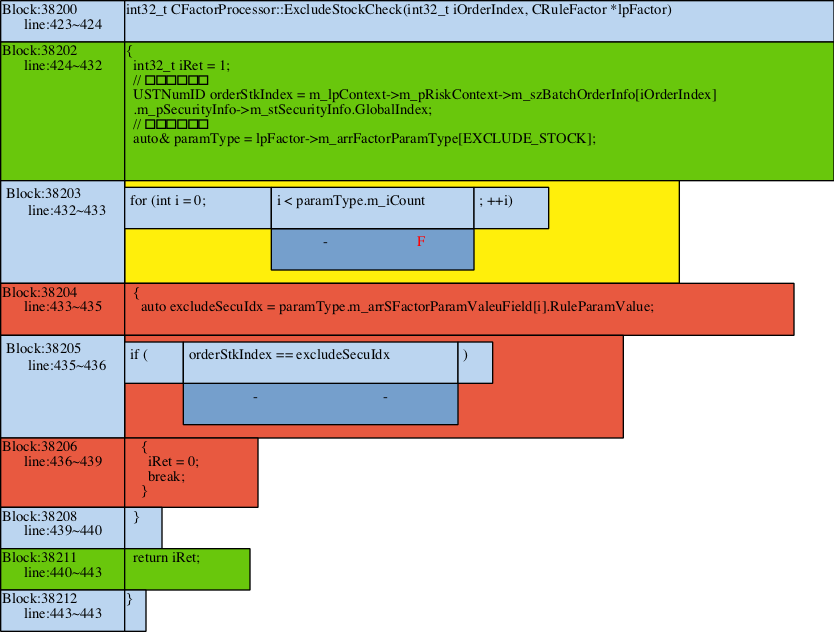 Block:38200
line:423~424
int32_t CFactorProcessor::ExcludeStockCheck(int32_t iOrderIndex, CRuleFactor *lpFactor)
Block:38202
line:424~432
{
int32_t iRet = 1;
// □□□□□□
USTNumID orderStkIndex = m_lpContext->m_pRiskContext->m_szBatchOrderInfo[iOrderIndex]
.m_pSecurityInfo->m_stSecurityInfo.GlobalIndex;
// □□□□□□
auto& paramType = lpFactor->m_arrFactorParamType[EXCLUDE_STOCK];
Block:38203
line:432~433
for (int i = 0; i < paramType.m_iCount ; ++i)
- F
Block:38204
line:433~435
{
auto excludeSecuIdx = paramType.m_arrSFactorParamValeuField[i].RuleParamValue;
Block:38205
line:435~436
if ( orderStkIndex == excludeSecuIdx )
- -
Block:38206
line:436~439
{
iRet = 0;
break;
}
Block:38208
line:439~440
}
Block:38211
line:440~443
return iRet;
Block:38212
line:443~443
}